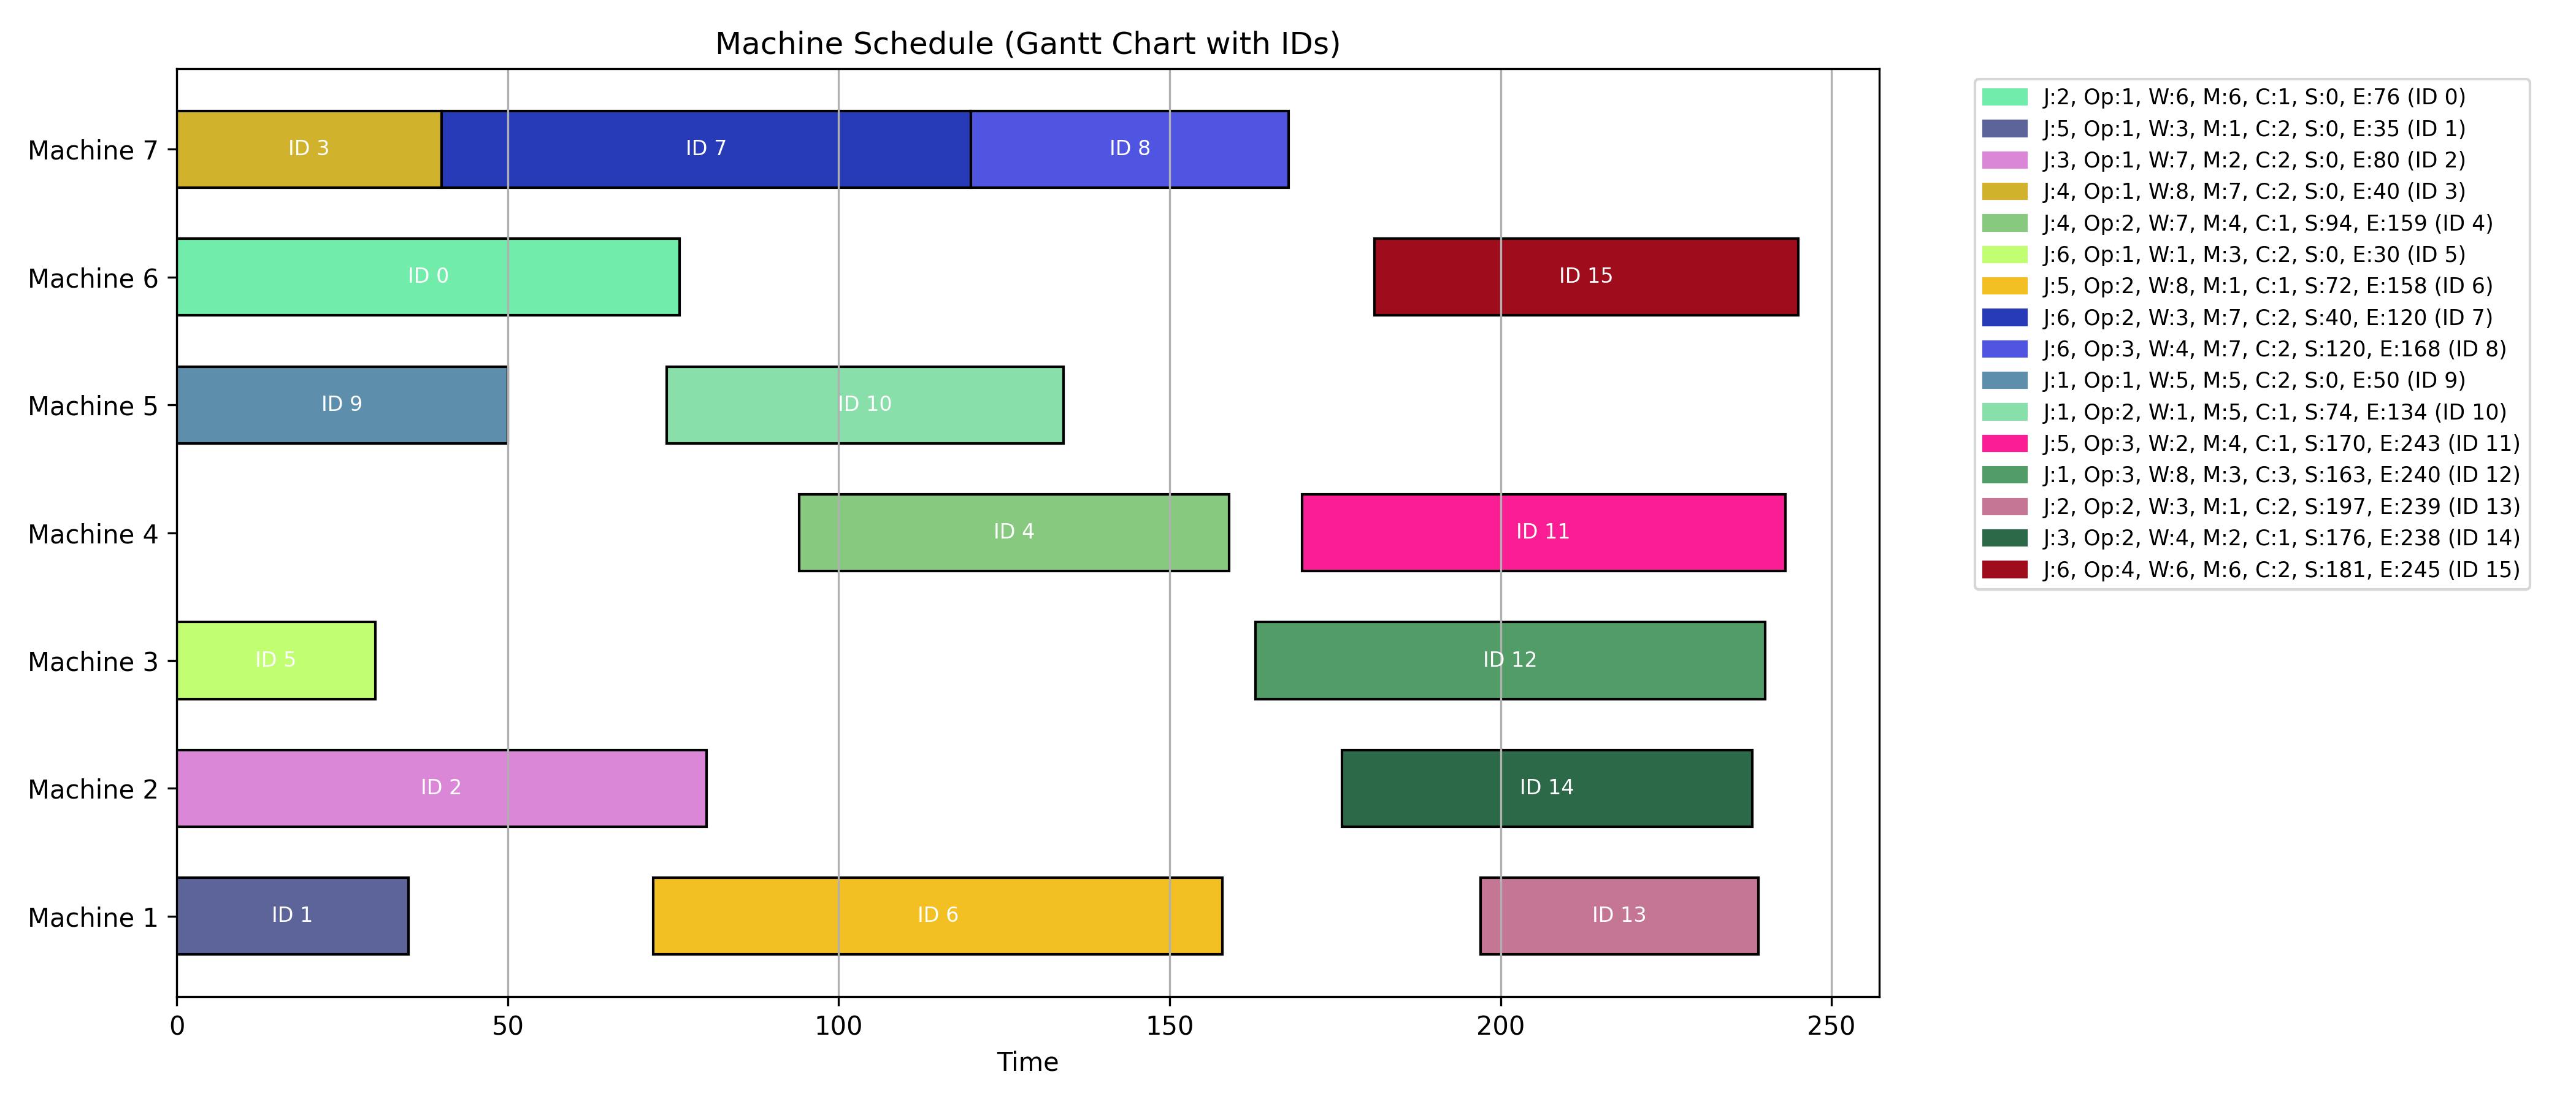 Machine Schedule (Gantt Chart with IDs)
Machine 7
ID 3
ID 7
ID 8
Machine 6
ID 0
ID 15
Machine 5
ID 9
ID 10
Machine 4
ID 4
ID 11
Machine 3
ID 5
ID 12
Machine 2
ID 2
ID 14
Machine 1
ID 1
ID 6
ID 13
0
50
100
150
200
250
Time
J:2, Op:1, W:6, M:6, C:1, S:0, E:76 (ID 0)
J:5, Op:1, W:3, M:1, C:2, S:0, E:35 (ID 1)
J:3, Op:1, W:7, M:2, C:2, S:0, E:80 (ID 2)
J:4, Op:1, W:8, M:7, C:2, S:0, E:40 (ID 3)
J:4, Op:2, W:7, M:4, C:1, S:94, E:159 (ID 4)
J:6, Op:1, W:1, M:3, C:2, S:0, E:30 (ID 5)
J:5, Op:2, W:8, M:1, C:1, S:72, E:158 (ID 6)
J:6, Op:2, W:3, M:7, C:2, S:40, E:120 (ID 7)
J:6, Op:3, W:4, M:7, C:2, S:120, E:168 (ID 8)
J:1, Op:1, W:5, M:5, C:2, S:0, E:50 (ID 9)
J:1, Op:2, W:1, M:5, C:1, S:74, E:134 (ID 10)
J:5, Op:3, W:2, M:4, C:1, S:170, E:243 (ID 11)
J:1, Op:3, W:8, M:3, C:3, S:163, E:240 (ID 12)
J:2, Op:2, W:3, M:1, C:2, S:197, E:239 (ID 13)
J:3, Op:2, W:4, M:2, C:1, S:176, E:238 (ID 14)
J:6, Op:4, W:6, M:6, C:2, S:181, E:245 (ID 15)